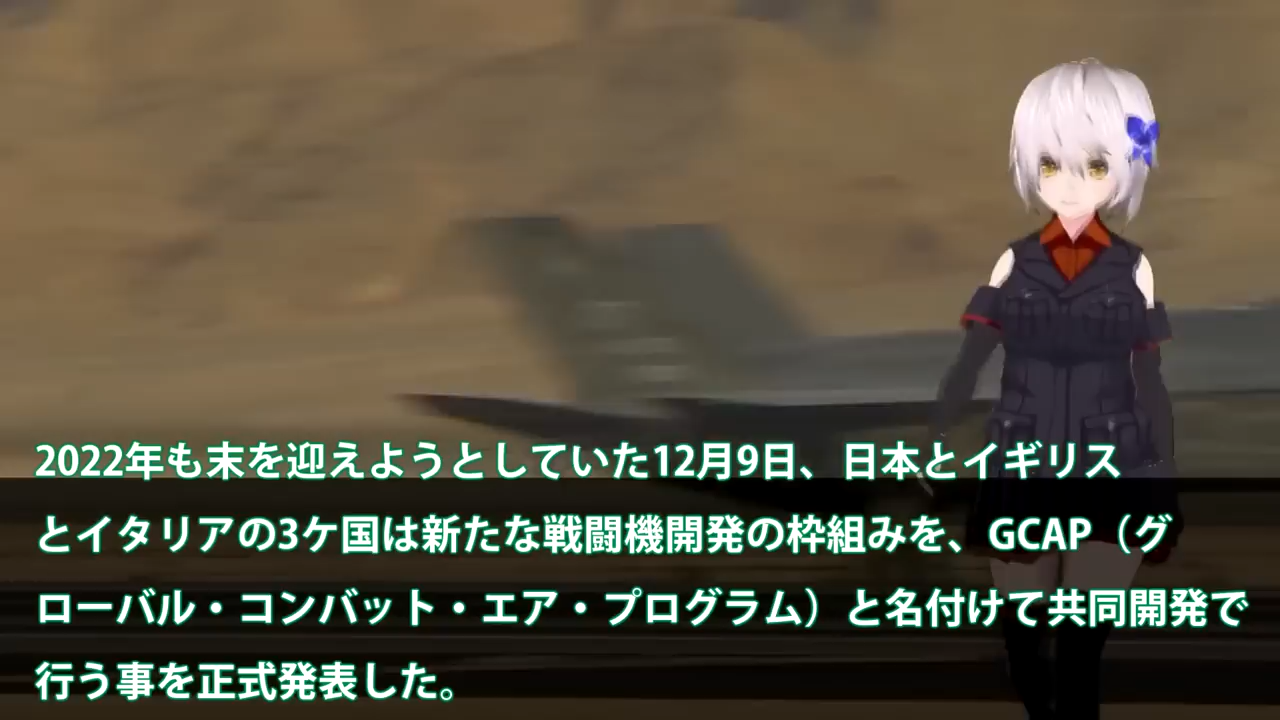 2022年も末を迎えようとしていた12月9日、日本とイギリス
とイタリアの3ケ国は新たな戦闘機開発の枠組みを、GCAP（グ
ローバル・コンバット・エア・プログラム）と名付けて共同開発で
行う事を正式発表した。